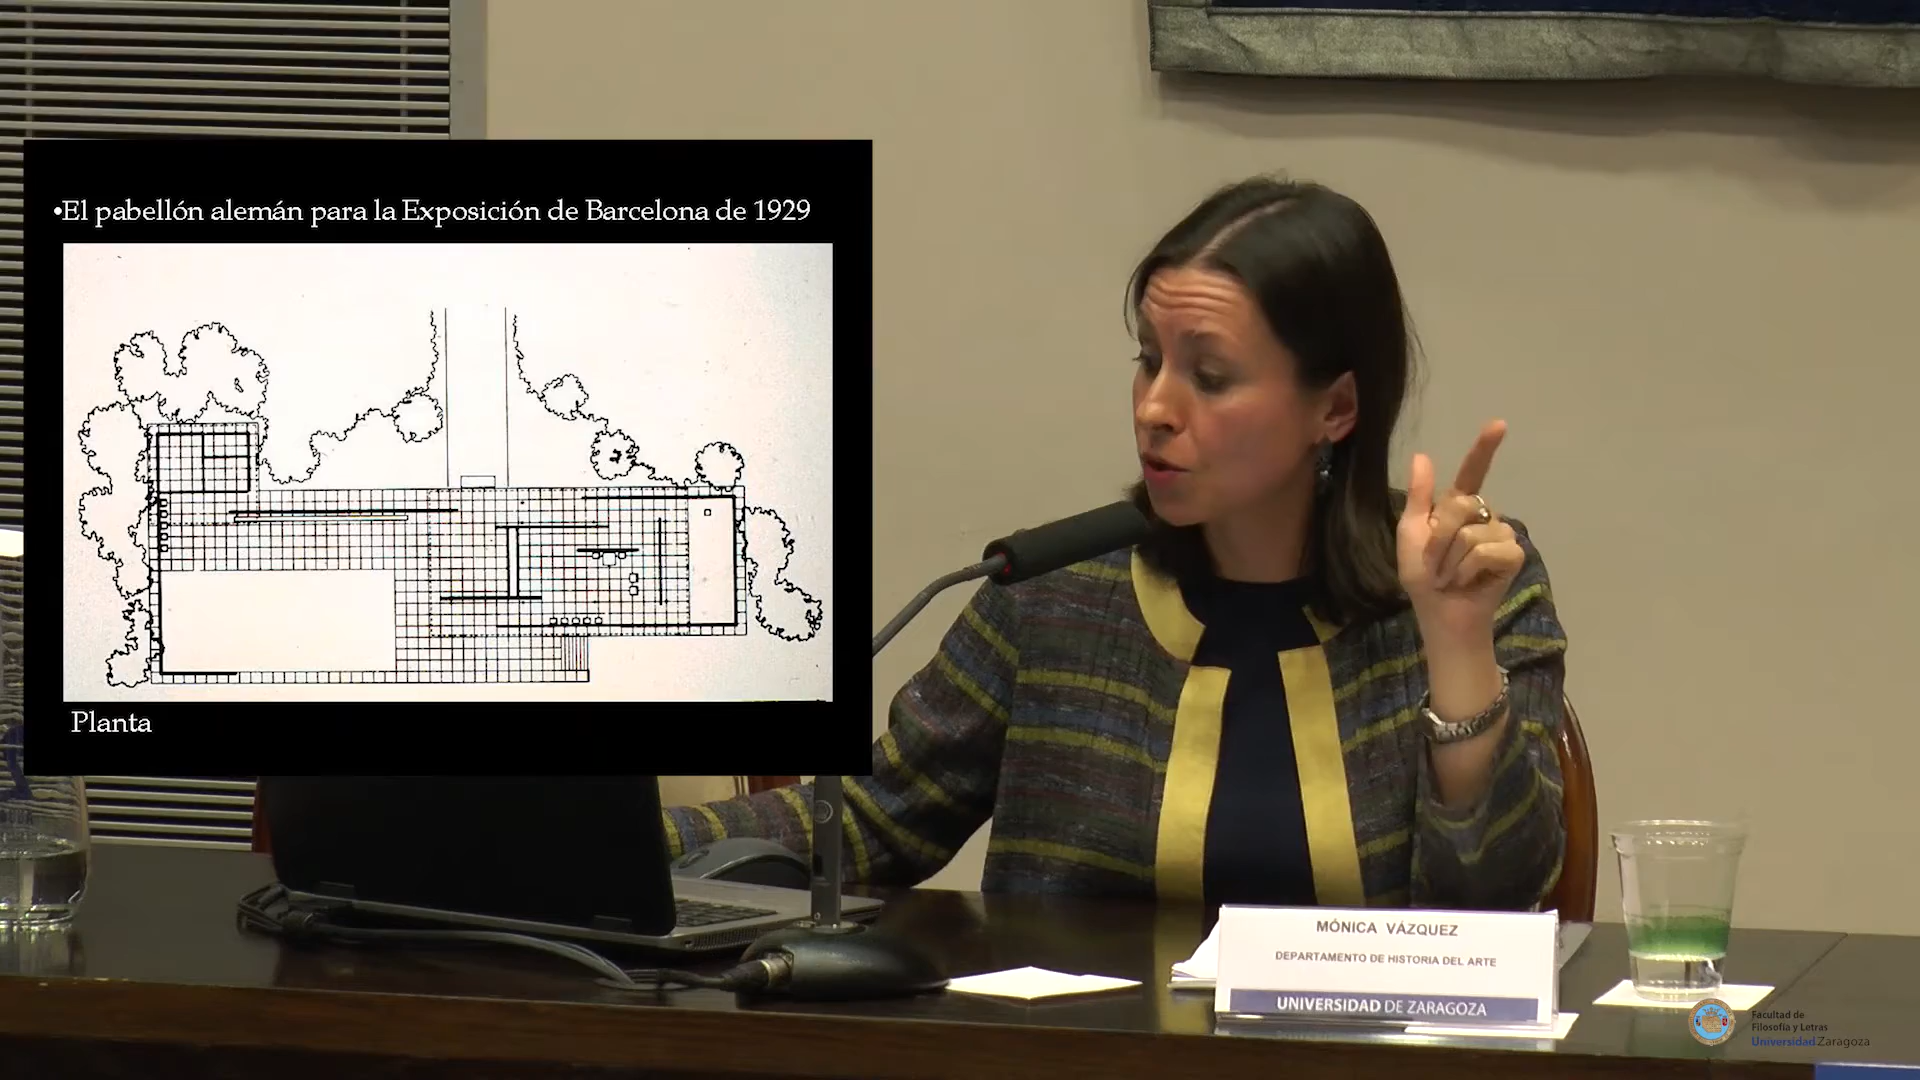 •El pabellón alemán para la Exposición de Barcelona de 1929
Planta
MÓNICA VÁZQUEZ
DEPARTAMENTO DE HISTORIA DEL ARTE
UNIVERSIDAD DE ZARAGOZA
Facultad de
Filosofía y Letras
Universidad Zaragoza